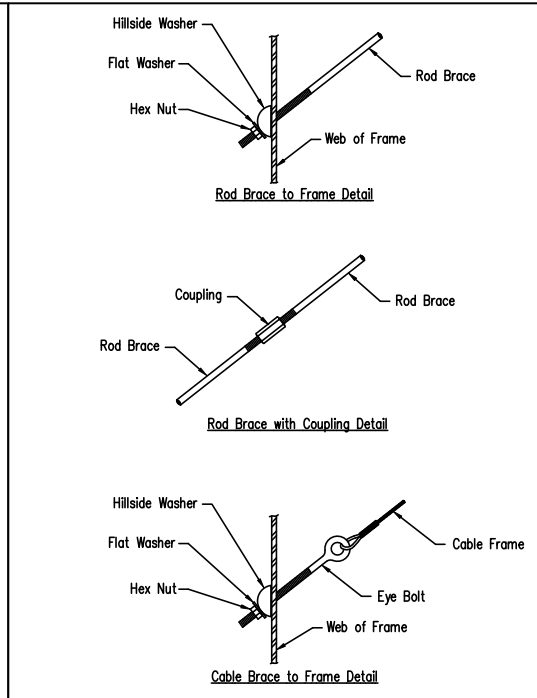 Hillside Washer
Flat Washer
Hex Nut
Rod Brace
Web of Frame
Rod Brace to Frame Detail
Coupling
Rod Brace
Rod Brace
Rod Brace with Coupling Detail
Hillside Washer
Flat Washer
Hex Nut
Cable Frame
Eye Bolt
Web of Frame
Cable Brace to Frame Detail